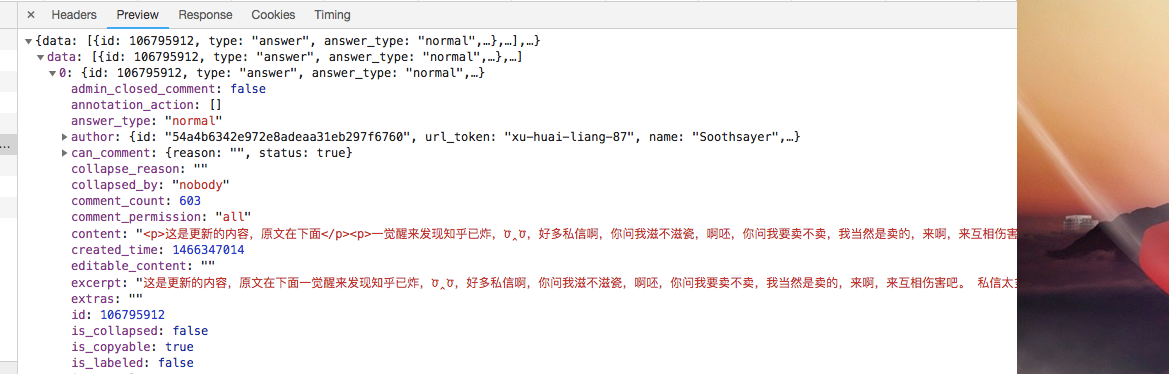 × Headers Preview Response Cookies Timing
▼{data: [{id: 106795912, type: "answer", answer_type: "normal",…},…],…}
▼data: [{id: 106795912, type: "answer", answer_type: "normal",…},…]
▼0: {id: 106795912, type: "answer", answer_type: "normal",…}
admin_closed_comment: false
annotation_action: []
answer_type: "normal"
▶author: {id: "54a4b6342e972e8adeaa31eb297f6760", url_token: "xu-huai-liang-87", name: "Soothsayer",…}
▶can_comment: {reason: "", status: true}
collapse_reason: ""
collapsed_by: "nobody"
comment_count: 603
comment_permission: "all"
content: "<p>这是更新的内容，原文在下面</p><p>一觉醒来发现知乎已炸，ˊ̥̥̥̥̥ ³ ˋ̥̥̥̥̥，好多私信啊，你问我滋不滋瓷，啊呸，你问我要卖不卖，我当然是卖的，来啊，来互相伤害
created_time: 1466347014
editable_content: ""
excerpt: "这是更新的内容，原文在下面一觉醒来发现知乎已炸，好多私信啊，你问我滋不滋瓷，啊呸，你问我要卖不卖，我当然是卖的，来啊，来互相伤害吧。 私信太
extras: ""
id: 106795912
is_collapsed: false
is_copyable: true
is_labeled: false